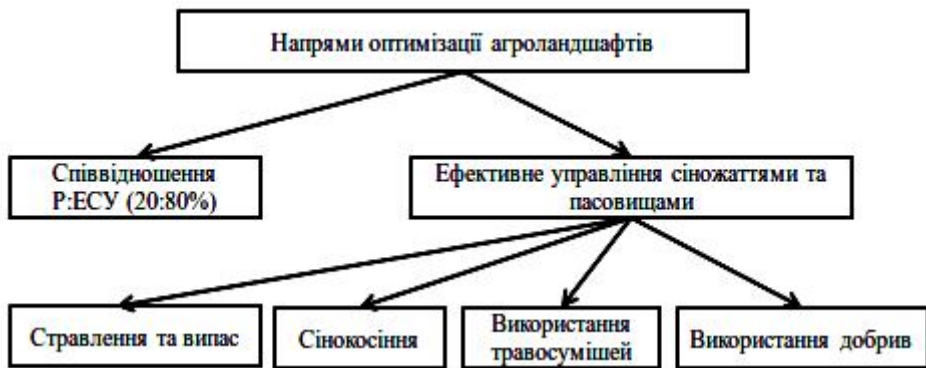 Напрями оптимізації агроландшафтів
Співвідношення
Р:ЕСУ (20:80%)
Ефективне управління сіножаттями та
пасовищами
Стравлення та випас
Сінокосіння
Використання
травосумішей
Використання добрив